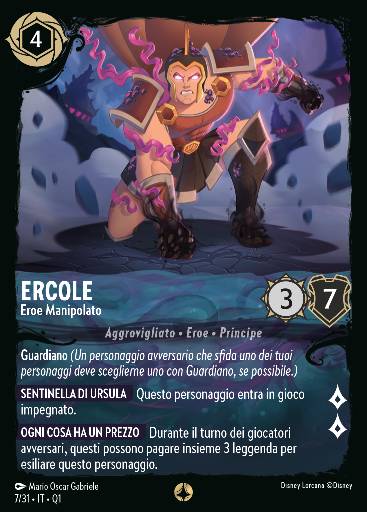 4
ERCOLE
Eroe Manipolato
3
7
Aggrovigliato • Eroe • Principe
Guardiano (Un personaggio avversario che sfida uno dei tuoi
personaggi deve sceglierne uno con Guardiano, se possibile.)
SENTINELLA DI URSULA Questo personaggio entra in gioco
impegnato.
OGNI COSA HA UN PREZZO Durante il turno dei giocatori
avversari, questi possono pagare insieme 3 leggenda per
esiliare questo personaggio.
Mario Oscar Gabriele
Disney Lorcana ©Disney
7/31 • IT • Q1